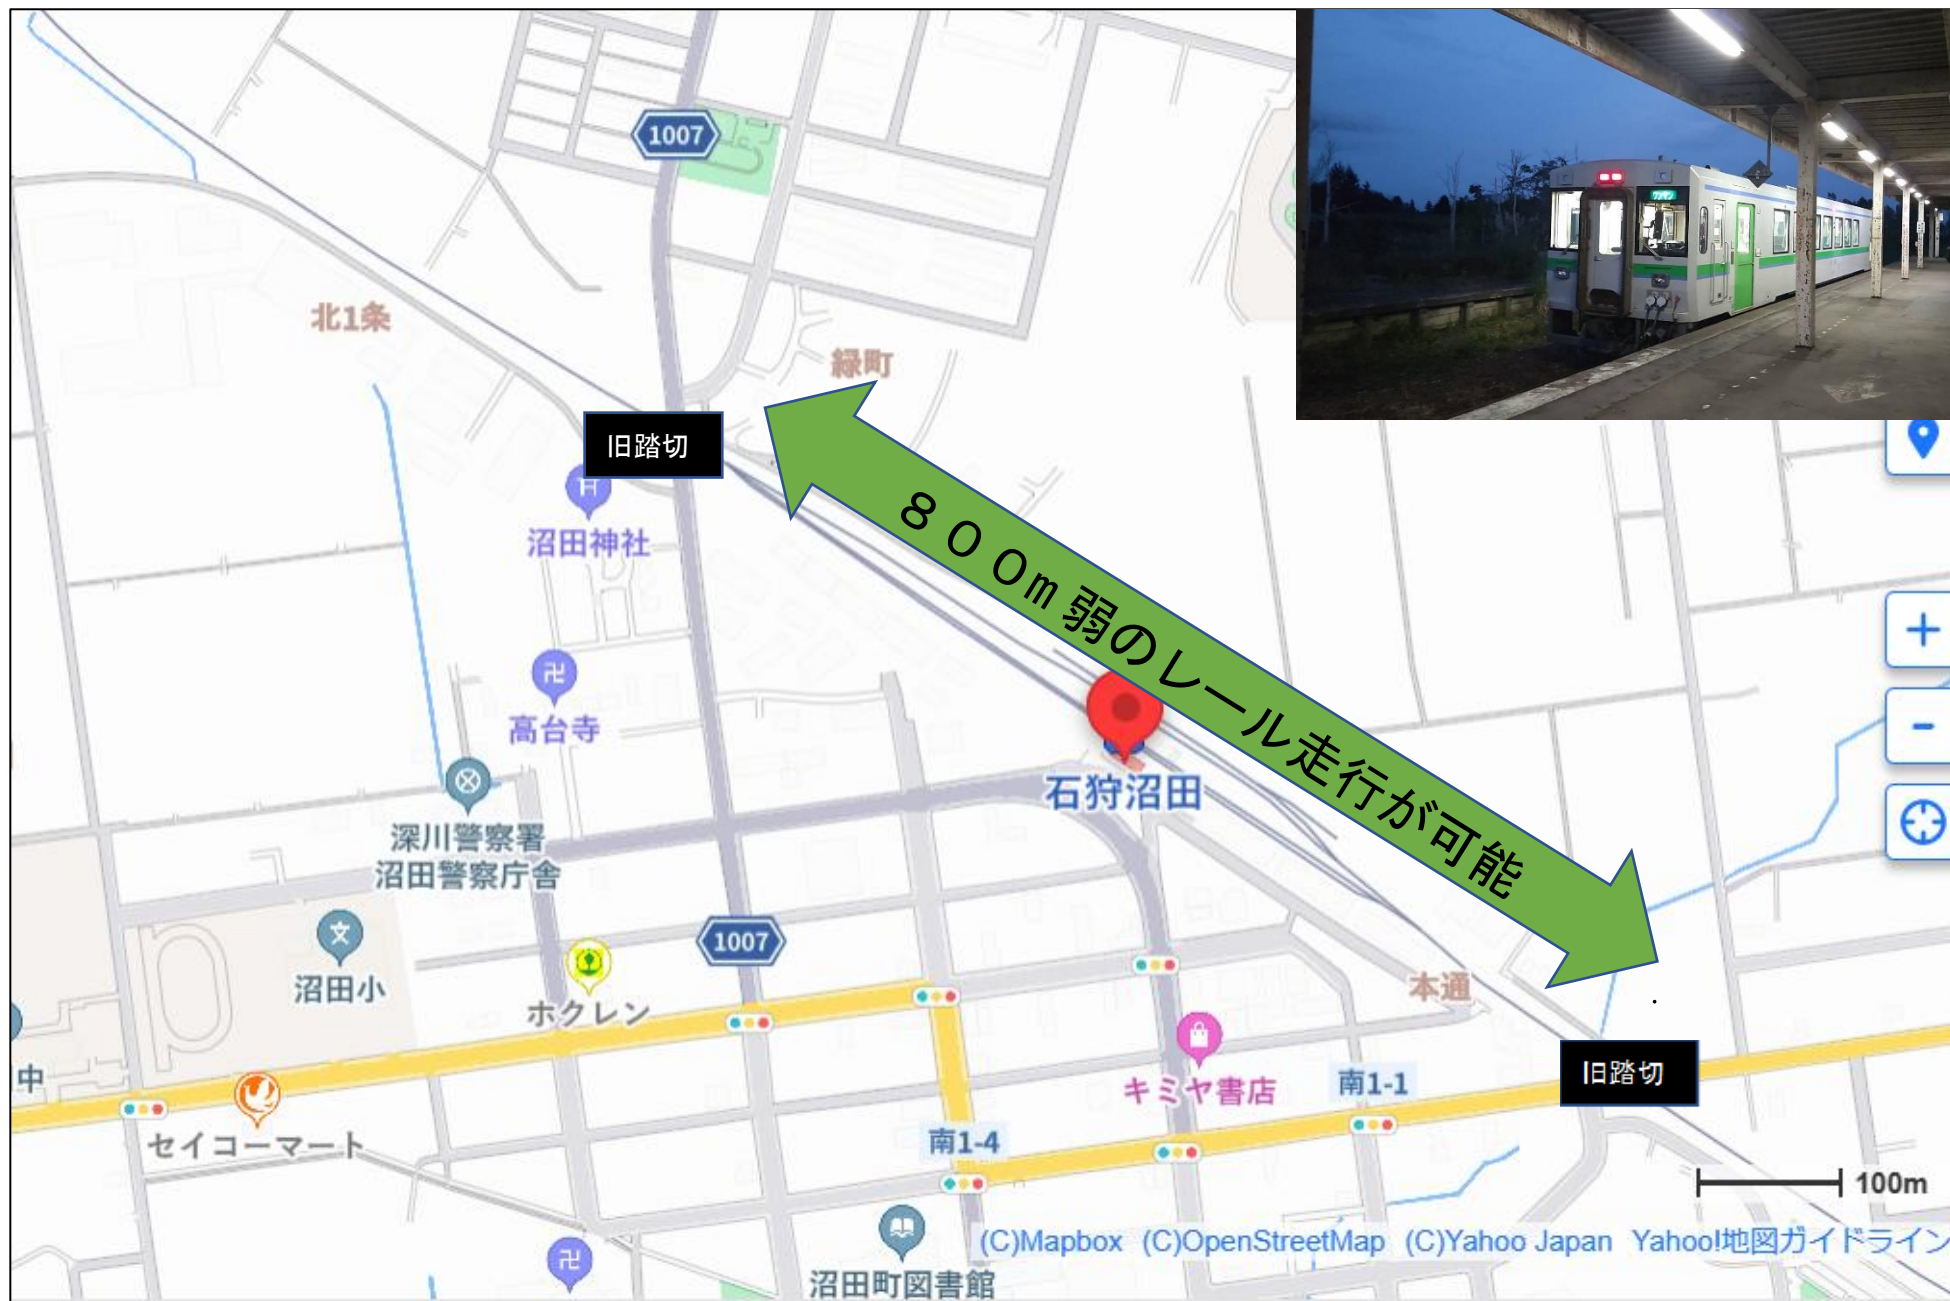 1007
ワンマン
北1条
緑町
旧踏切
８００ｍ弱のレール走行が可能
沼田神社
高台寺
石狩沼田
深川警察署
沼田警察庁舎
1007
沼田小
ホクレン
本通
中
キミヤ書店
南1-1
旧踏切
セイコーマート
南1-4
100m
(C)Mapbox (C)OpenStreetMap (C)Yahoo Japan Yahoo!地図ガイドライン
沼田町図書館